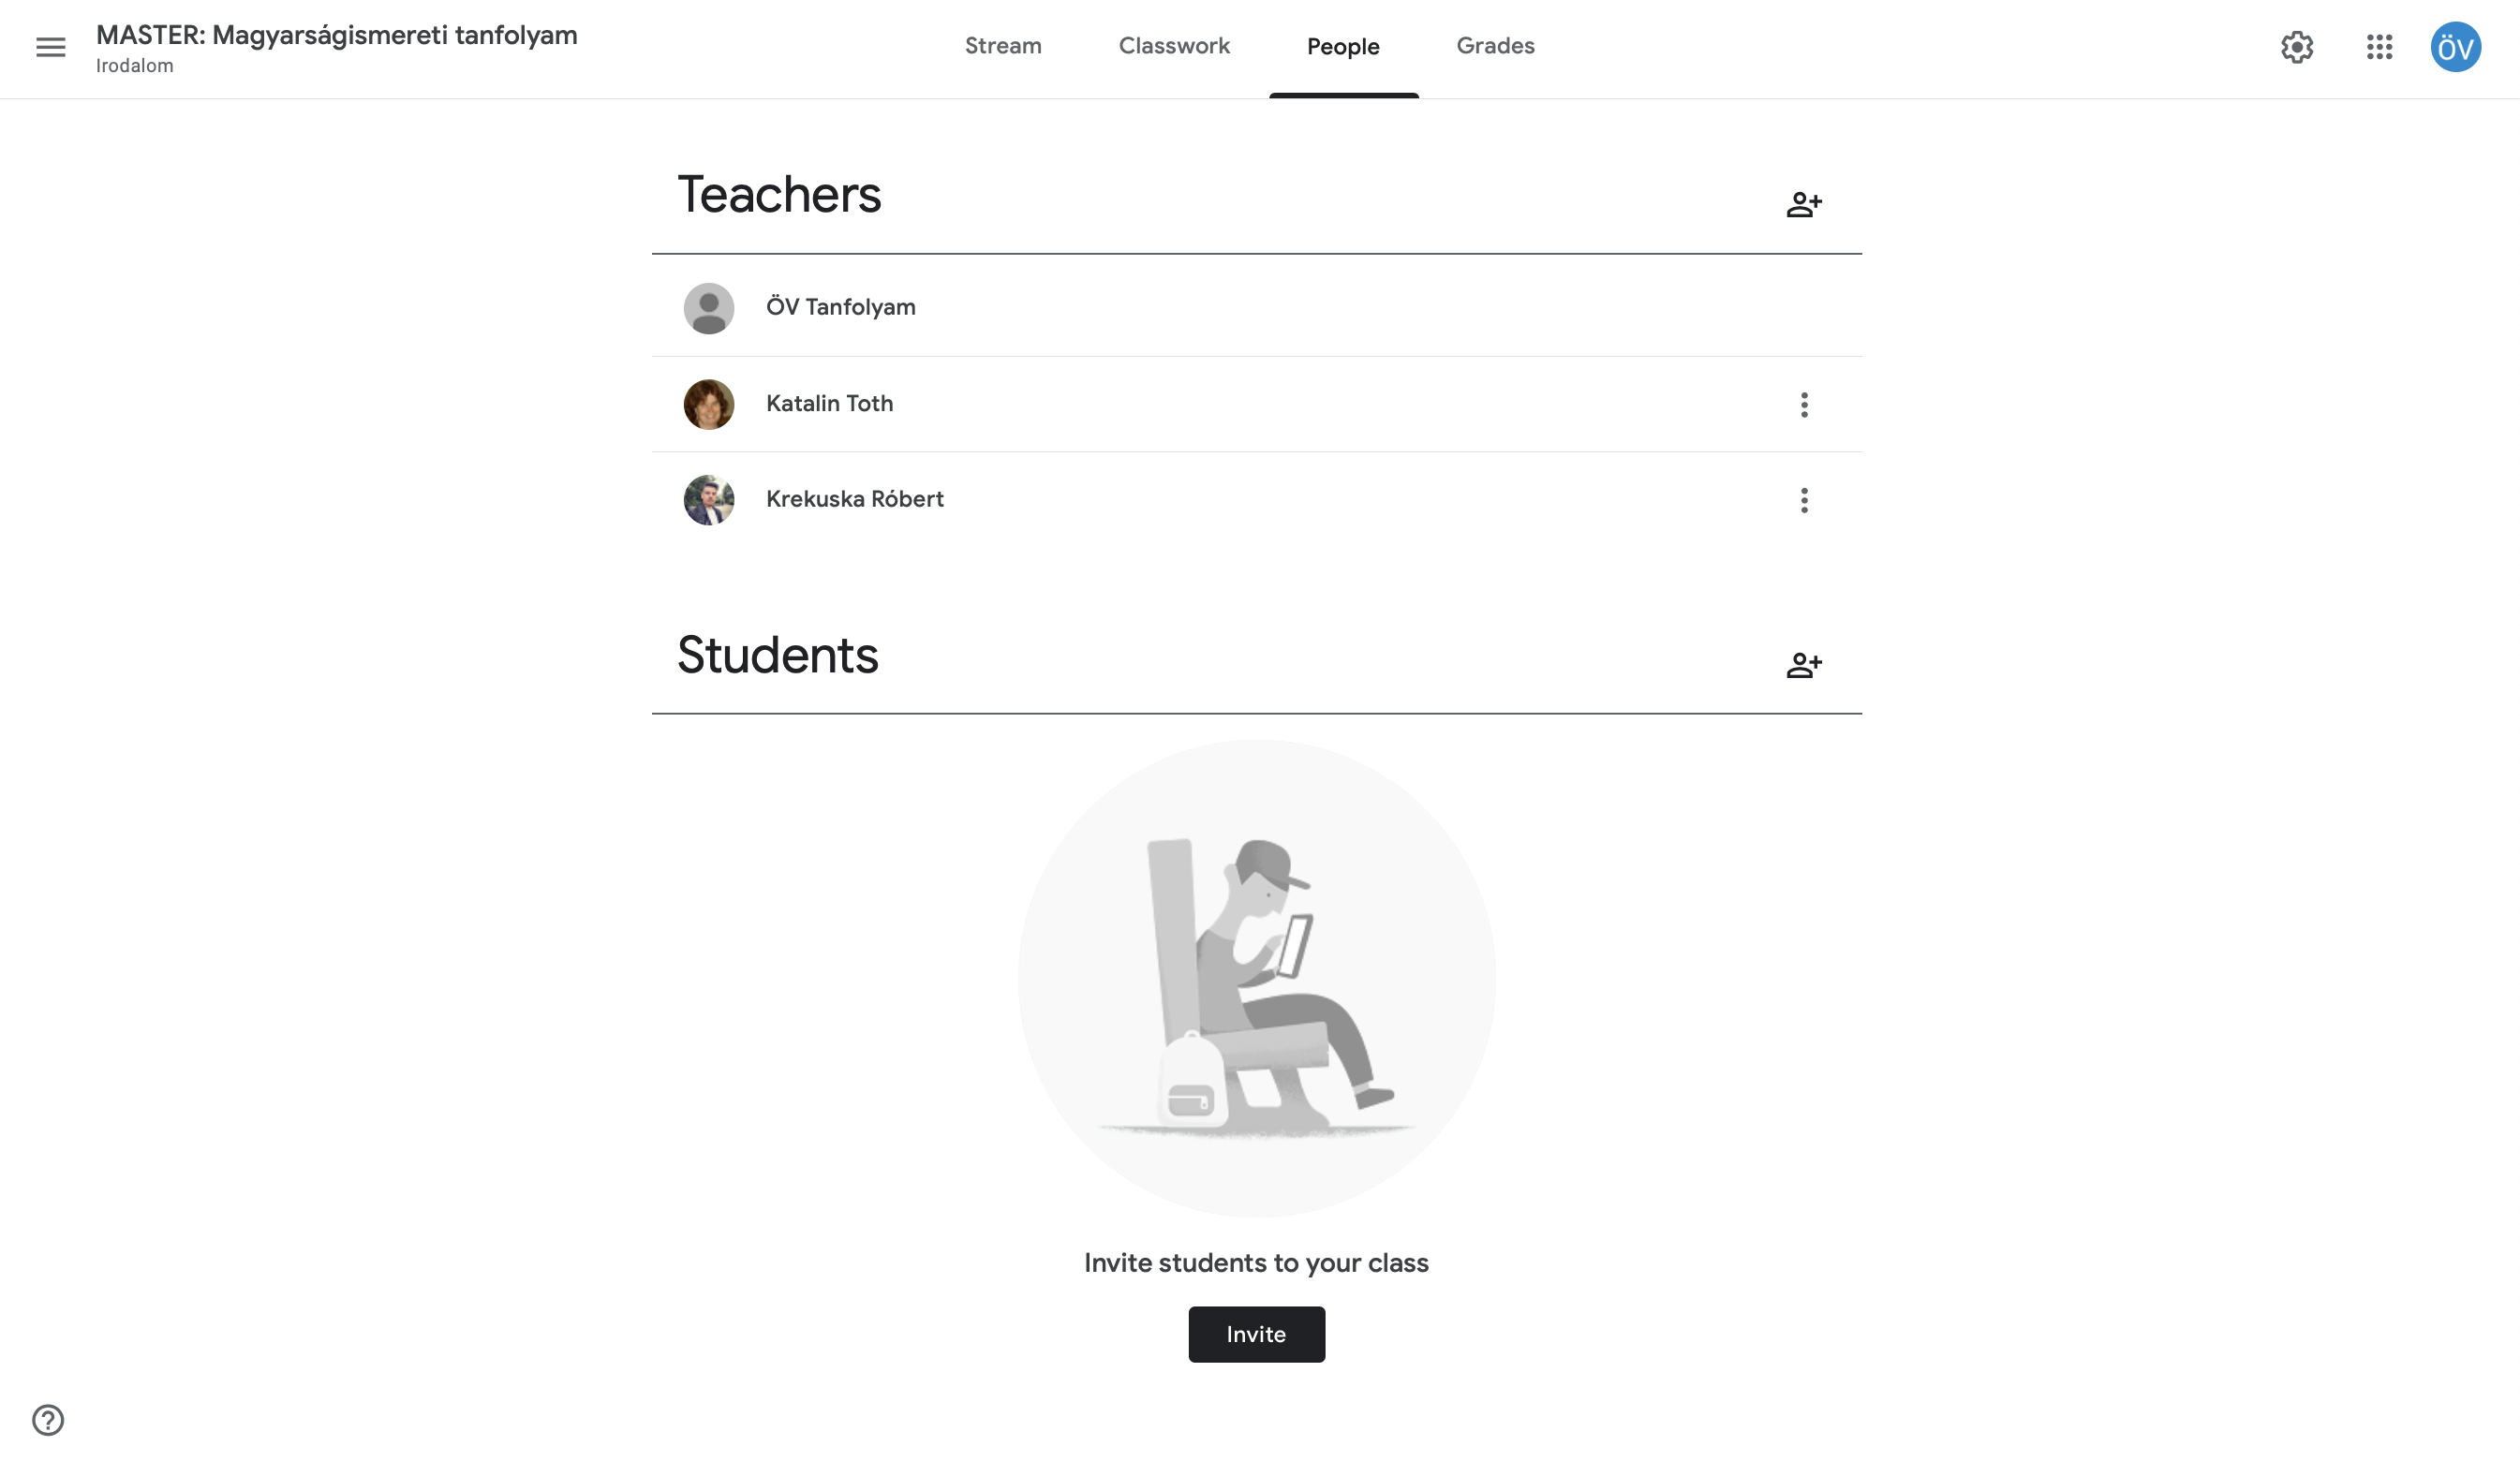 MASTER: Magyarságismereti tanfolyam
Irodalom
Stream
Classwork
People
Grades
ÖV
Teachers
ÖV Tanfolyam
Katalin Toth
Krekuska Róbert
Students
Invite students to your class
Invite